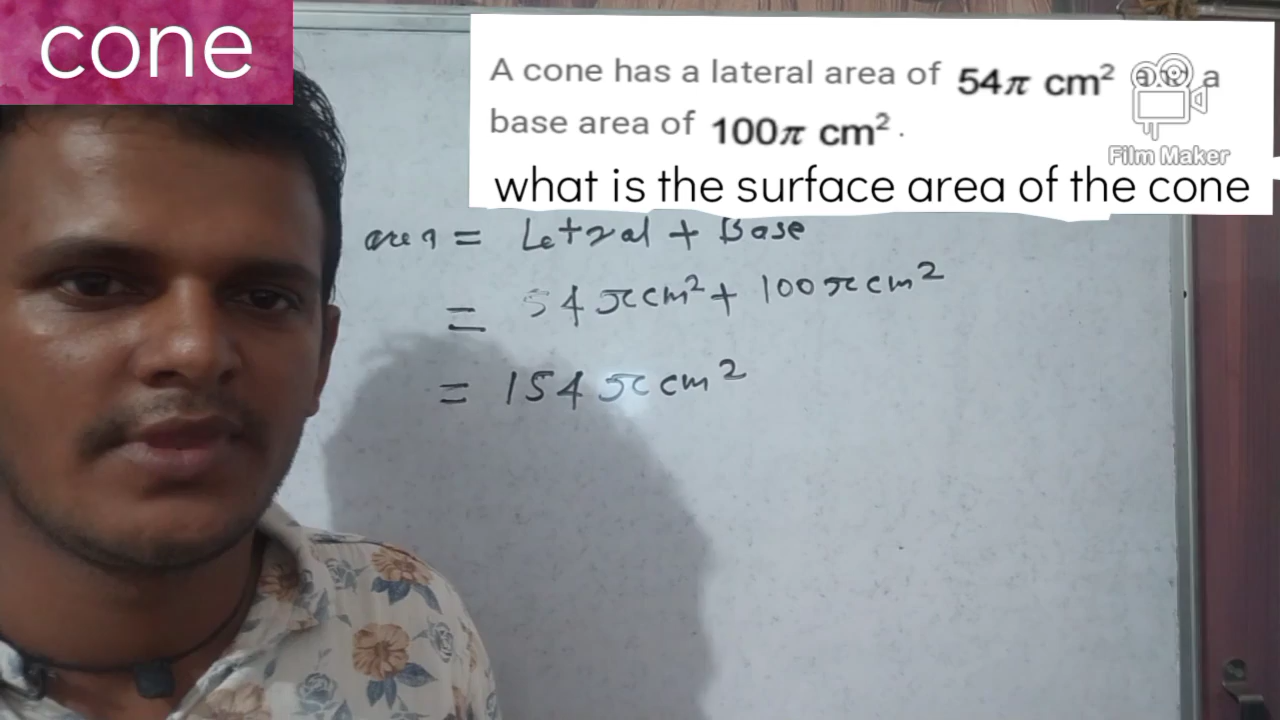 cone
A cone has a lateral area of 54π cm² and a
base area of 100π cm².
Film Maker
what is the surface area of the cone
area = Letral + Base
= 54πcm² + 100πcm²
= 154πcm²